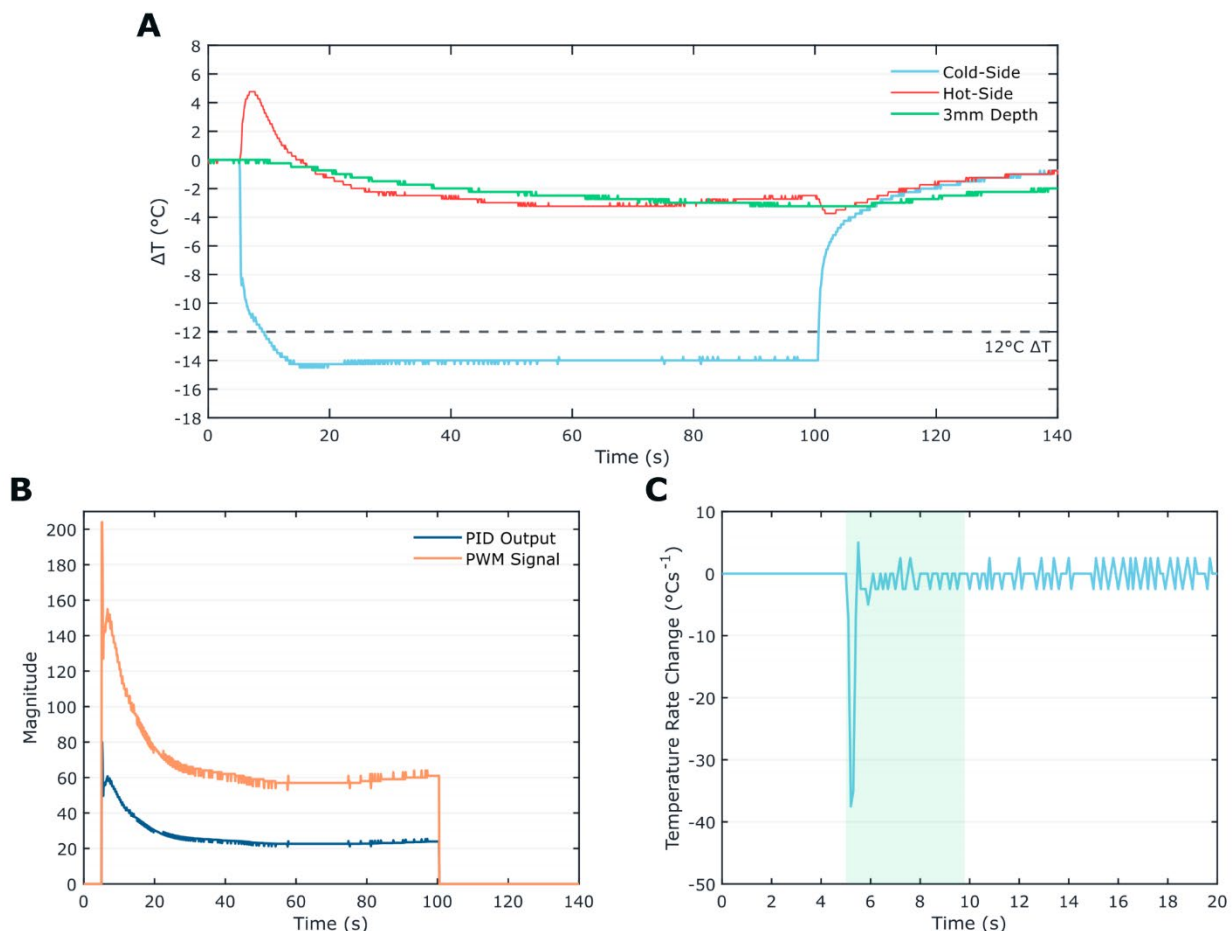 A
8
6
4
2
0
-2
-4
-6
-8
-10
-12
-14
-16
-18
ΔT (°C)
Cold-Side
Hot-Side
3mm Depth
12°C ΔT
0 20 40 60 80 100 120 140
Time (s)
B
200
180
160
140
120
100
80
60
40
20
0
Magnitude
PID Output
PWM Signal
0 20 40 60 80 100 120 140
Time (s)
C
10
0
-10
-20
-30
-40
-50
Temperature Rate Change (°Cs⁻¹)
0 2 4 6 8 10 12 14 16 18 20
Time (s)